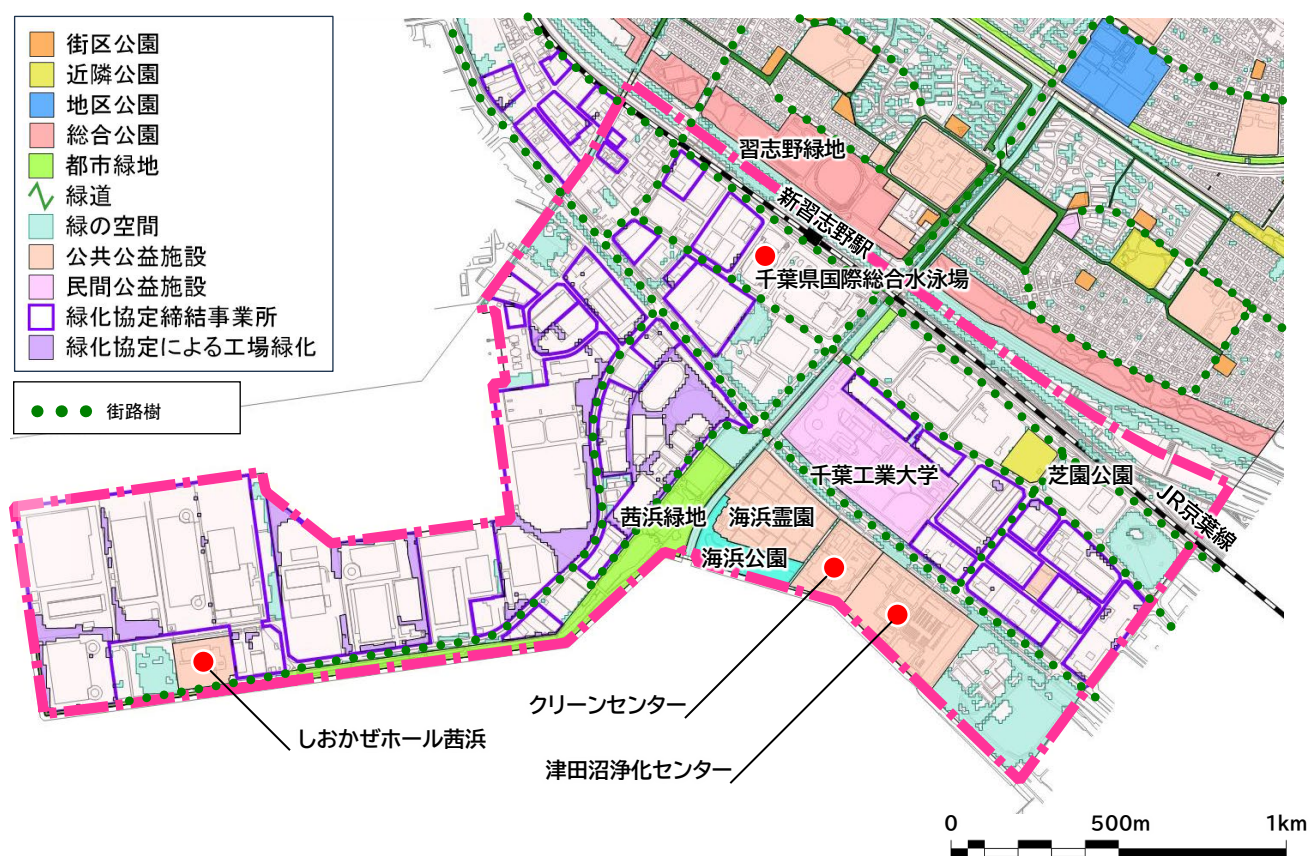 街区公園
近隣公園
地区公園
総合公園
都市緑地
緑道
緑の空間
公共公益施設
民間公益施設
緑化協定締結事業所
緑化協定による工場緑化
街路樹
習志野緑地
新習志野駅
千葉県国際総合水泳場
千葉工業大学
芝園公園
JR京葉線
茜浜緑地
海浜霊園
海浜公園
クリーンセンター
しおかぜホール茜浜
津田沼浄化センター
0 500m 1km